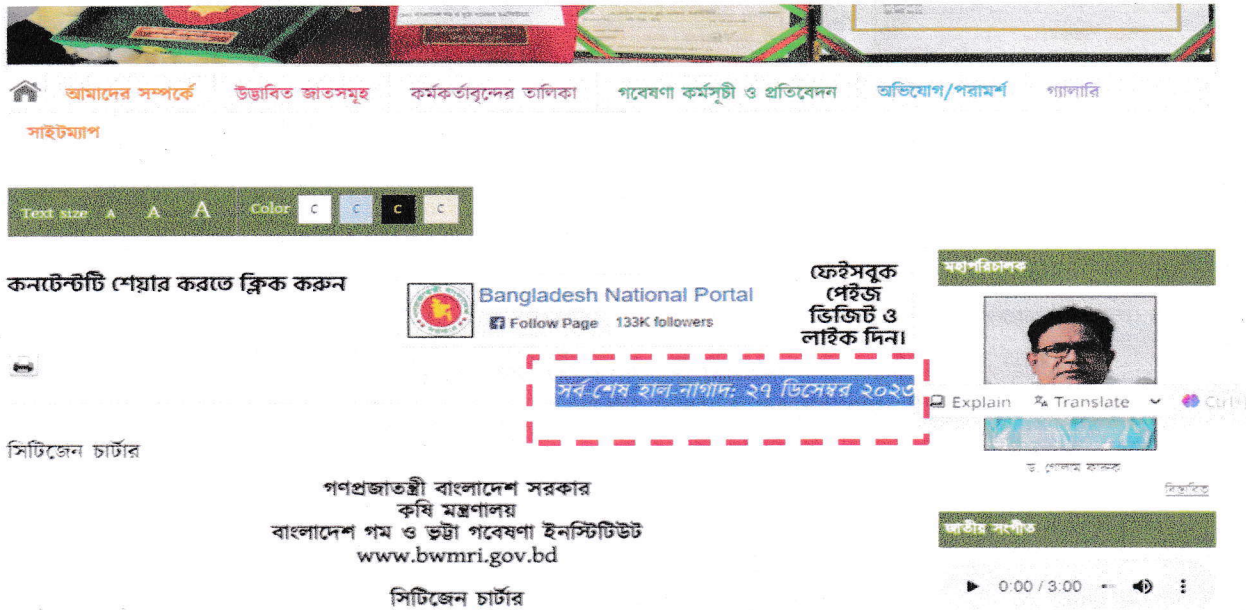 আমাদের সম্পর্কে উদ্ভাবিত জাতসমূহ কর্মকর্তাবৃন্দের তালিকা গবেষণা কর্মসূচী ও প্রতিবেদন অভিযোগ/পরামর্শ গ্যালারি
সাইটম্যাপ
Text size A A A Color C C C C
কনটেন্টটি শেয়ার করতে ক্লিক করুন
Bangladesh National Portal
Follow Page 133K followers
ফেইসবুক
পেইজ
ভিজিট ও
লাইক দিন।
মহাপরিচালক
সর্ব-শেষ হাল-নাগাদ: ২৭ ডিসেম্বর ২০২৩
Explain Translate Ctrl+
সিটিজেন চার্টার
ড. গোলাম ফারুক
বিস্তারিত
গণপ্রজাতন্ত্রী বাংলাদেশ সরকার
কৃষি মন্ত্রণালয়
বাংলাদেশ গম ও ভুট্টা গবেষণা ইনস্টিটিউট
www.bwmri.gov.bd
সিটিজেন চার্টার
জাতীয় সংগীত
0:00 / 3:00